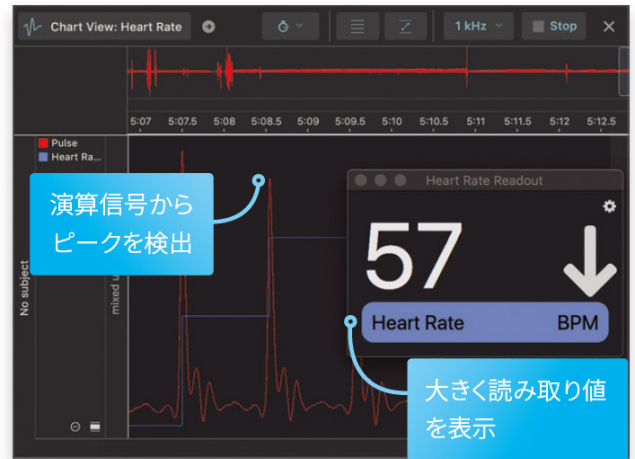 Chart View: Heart Rate
1 kHz
Stop
5:07 5:07.5 5:08 5:08.5 5:09 5:09.5 5:10 5:10.5 5:11 5:11.5 5:12 5:12.5
Pulse
Heart Ra...
演算信号から
ピークを検出
No subject
mixed u
Heart Rate Readout
57
Heart Rate BPM
大きく読み取り値
を表示